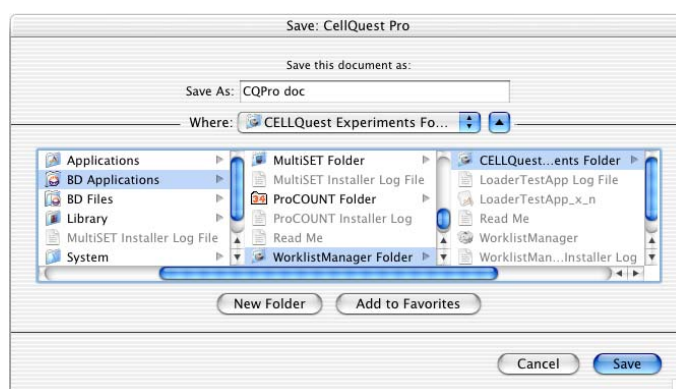 Save: CellQuest Pro
Save this document as:
Save As: CQPro doc
Where: CELLQuest Experiments Fo...
Applications
BD Applications
BD Files
Library
MultiSET Installer Log File
System
MultiSET Folder
MultiSET Installer Log File
ProCOUNT Folder
ProCOUNT Installer Log
Read Me
WorklistManager Folder
CELLQuest...ents Folder
LoaderTestApp Log File
LoaderTestApp_x_n
Read Me
WorklistManager
WorklistMan...Installer Log
New Folder
Add to Favorites
Cancel
Save